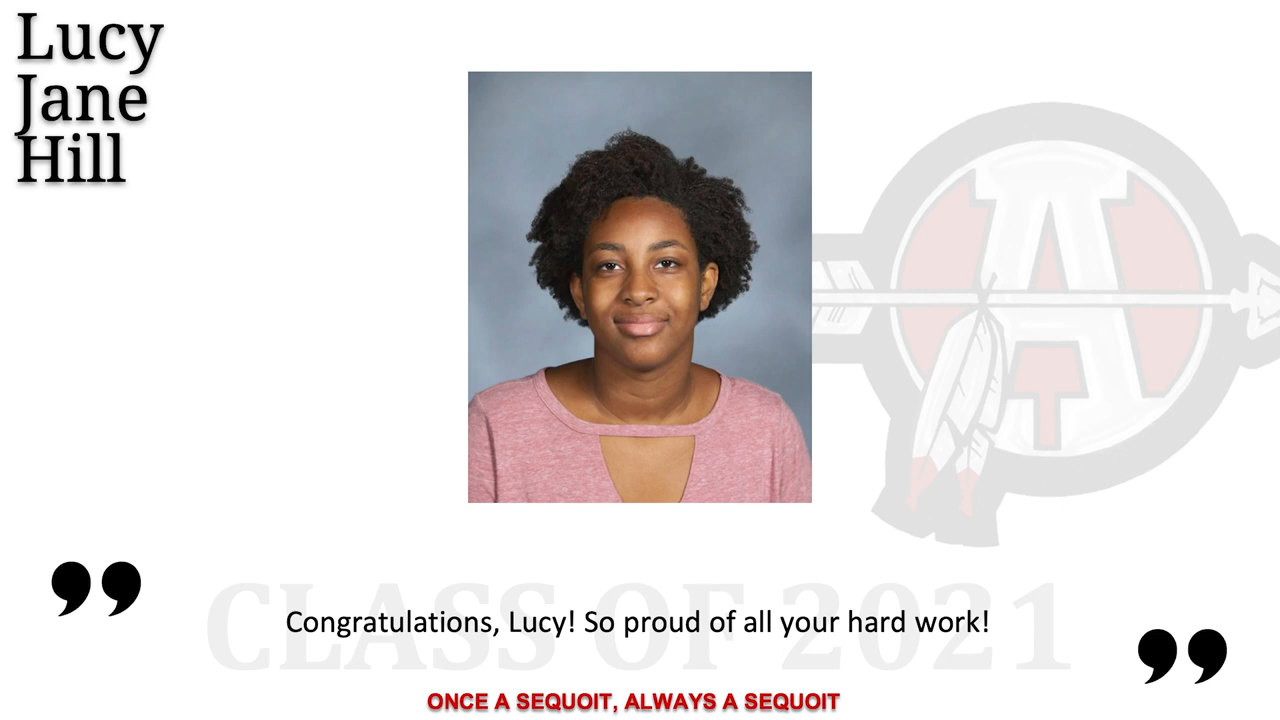 Lucy
Jane
Hill
A
CLASS OF 2021
Congratulations, Lucy! So proud of all your hard work!
ONCE A SEQUOIT, ALWAYS A SEQUOIT